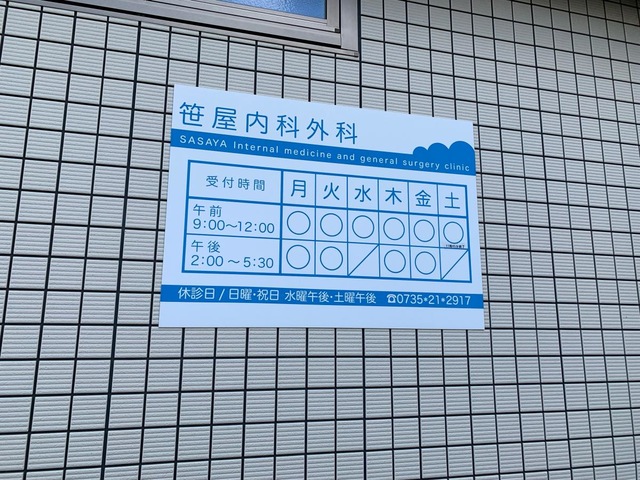 笹屋内科外科
SASAYA Internal medicine and general surgery clinic
受付時間 月 火 水 木 金 土
午前 9:00〜12:00 ○ ○ ○ ○ ○ ○
午後 2:00〜5:30 ○ ○ ／ ○ ○ ／
休診日/日曜・祝日 水曜午後・土曜午後 ☎0735*21*2917